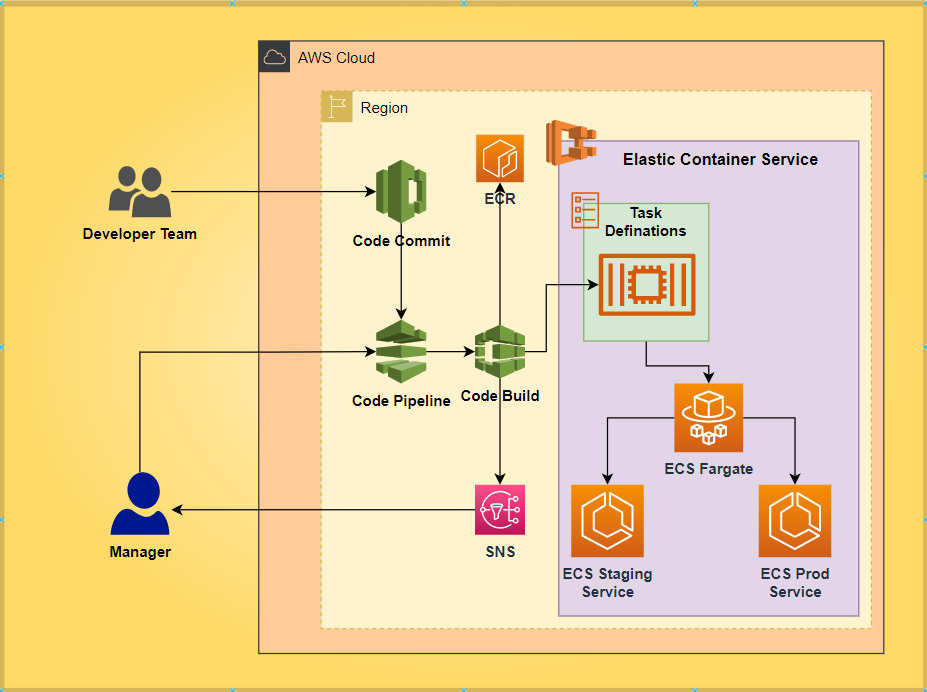 AWS Cloud
Region
ECR
Elastic Container Service
Task
Definations
Developer Team
Code Commit
Code Pipeline
Code Build
ECS Fargate
Manager
SNS
ECS Staging
Service
ECS Prod
Service